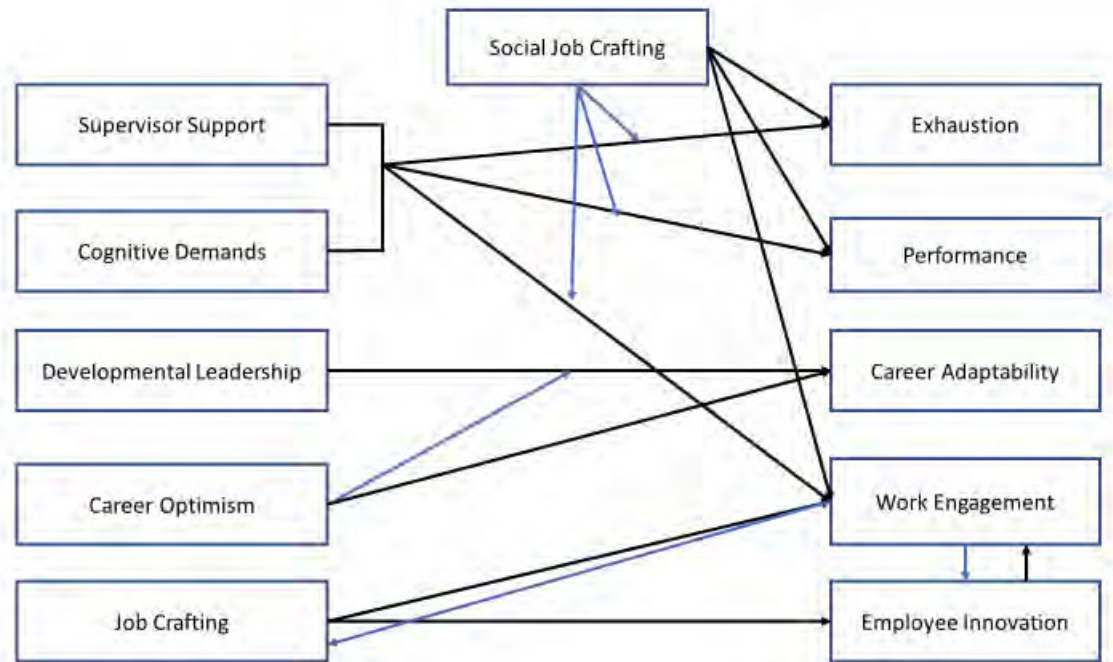 Social Job Crafting
Supervisor Support
Exhaustion
Cognitive Demands
Performance
Developmental Leadership
Career Adaptability
Career Optimism
Work Engagement
Job Crafting
Employee Innovation